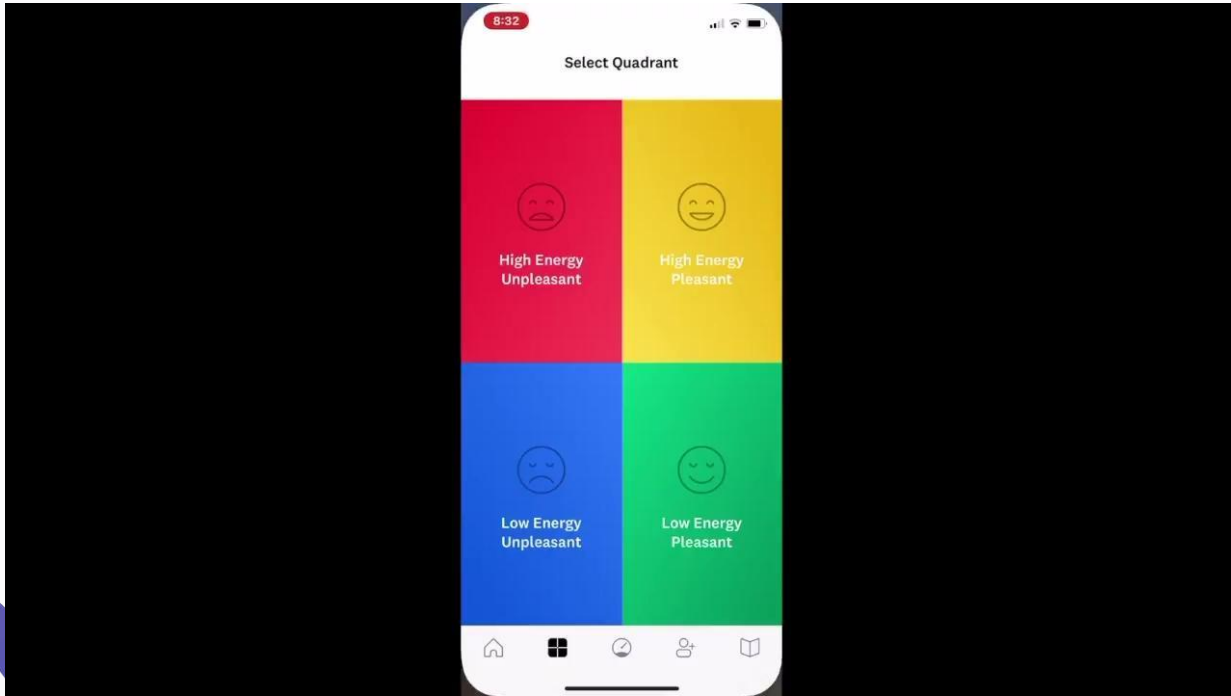 8:32
Select Quadrant
High Energy
Unpleasant
High Energy
Pleasant
Low Energy
Unpleasant
Low Energy
Pleasant